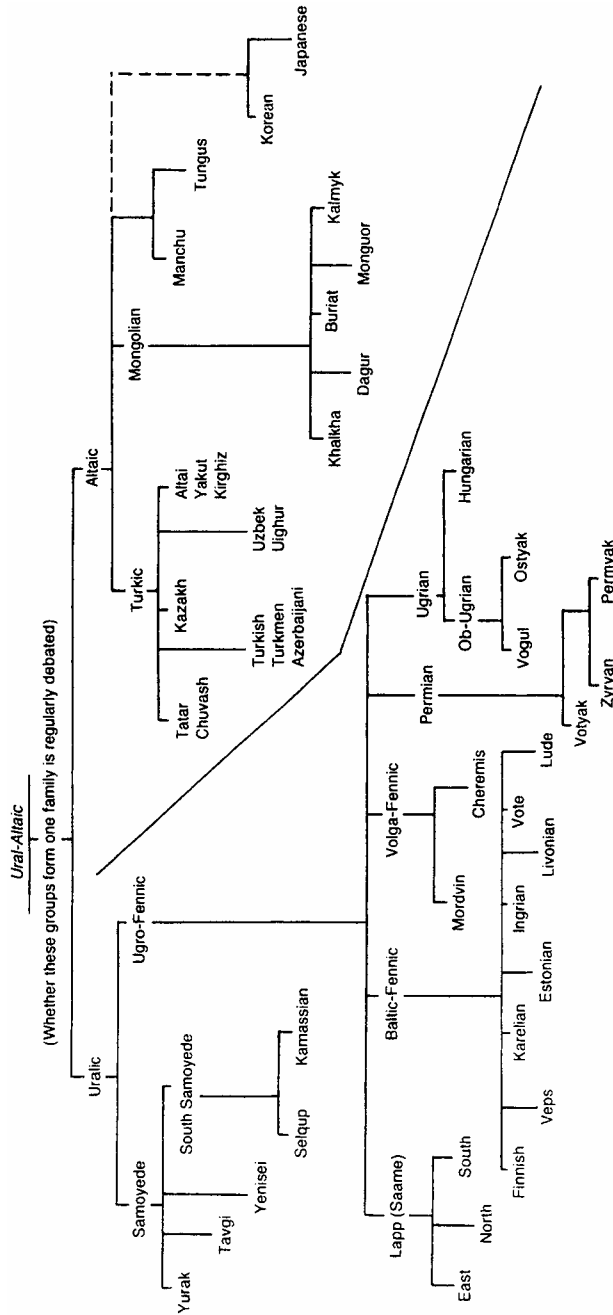 Ural-Altaic
(Whether these groups form one family is regularly debated)
Uralic
Altaic
Samoyede
Ugro-Fennic
Yurak
Tavgi
Yenisei
South Samoyede
Selqup
Kamassian
Turkic
Mongolian
Manchu
Tungus
Korean
Japanese
Tatar
Chuvash
Turkish
Turkmen
Azerbaijani
Kazakh
Uzbek
Uighur
Altai
Yakut
Kirghiz
Khalkha
Dagur
Buriat
Monguor
Kalmyk
Lapp (Saame)
Baltic-Fennic
Volga-Fennic
Permian
Ugrian
East
North
South
Finnish
Veps
Karelian
Estonian
Ingrian
Livonian
Vote
Lude
Mordvin
Cheremis
Votyak
Zyryan
Permyak
Ob-Ugrian
Hungarian
Vogul
Ostyak